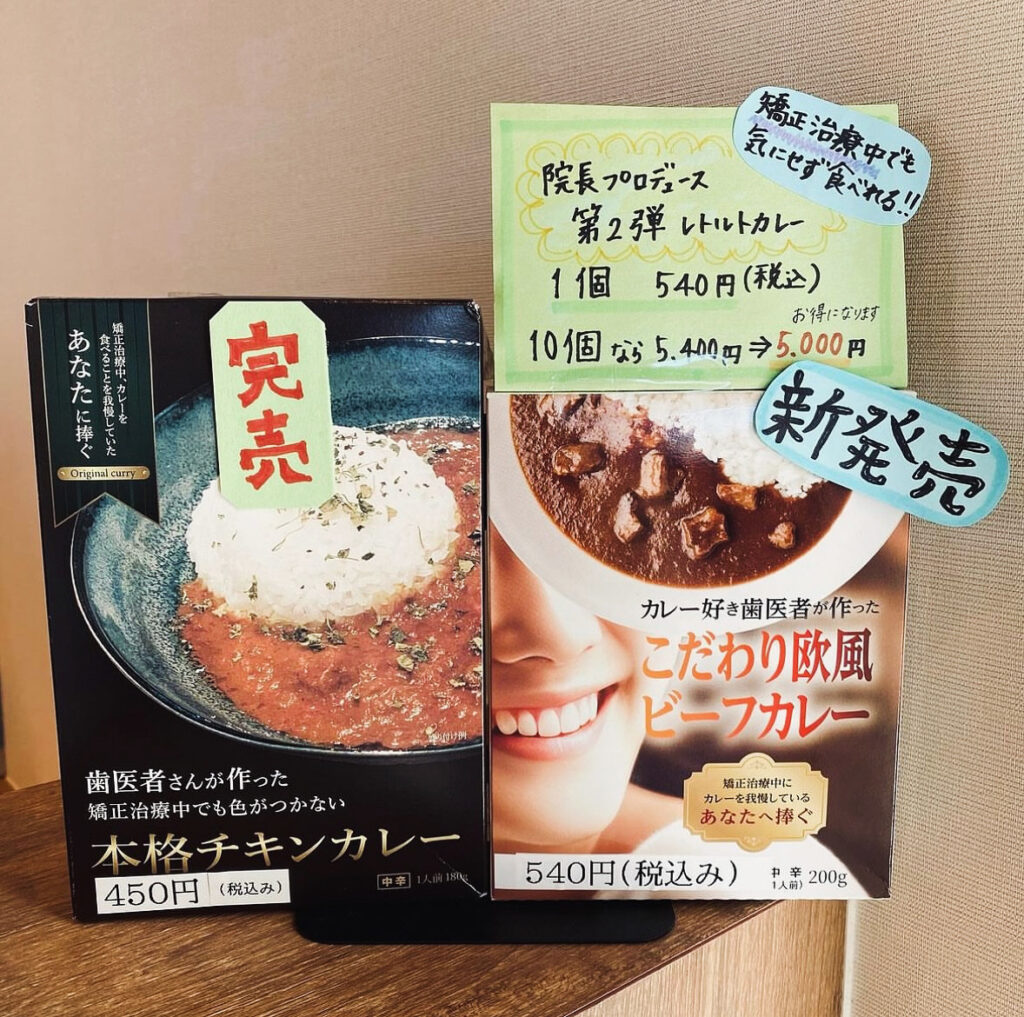 矯正治療中でも
気にせず食べれる!!
院長プロデュース
第2弾 レトルトカレー
1個 540円(税込)
お得になります
10個なら 5.400円⇒5.000円
新発売
完売
矯正治療中、カレーを
食べることを我慢していた
あなたに捧ぐ
Original curry
歯医者さんが作った
矯正治療中でも色がつかない
本格チキンカレー
450円 (税込み)
中辛 1人前 180g
カレー好き歯医者が作った
こだわり欧風
ビーフカレー
矯正治療中に
カレーを我慢している
あなたへ捧ぐ
540円(税込み)
中辛
1人前) 200g